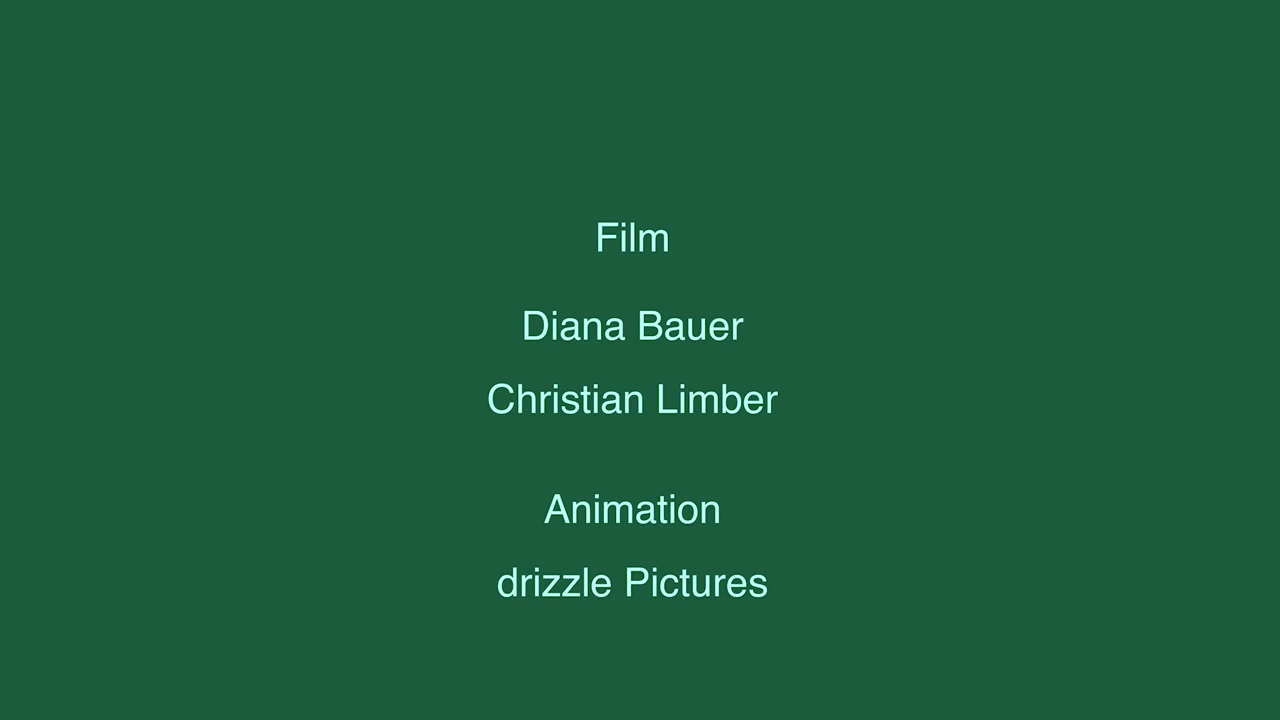 Film
Diana Bauer
Christian Limber
Animation
drizzle Pictures